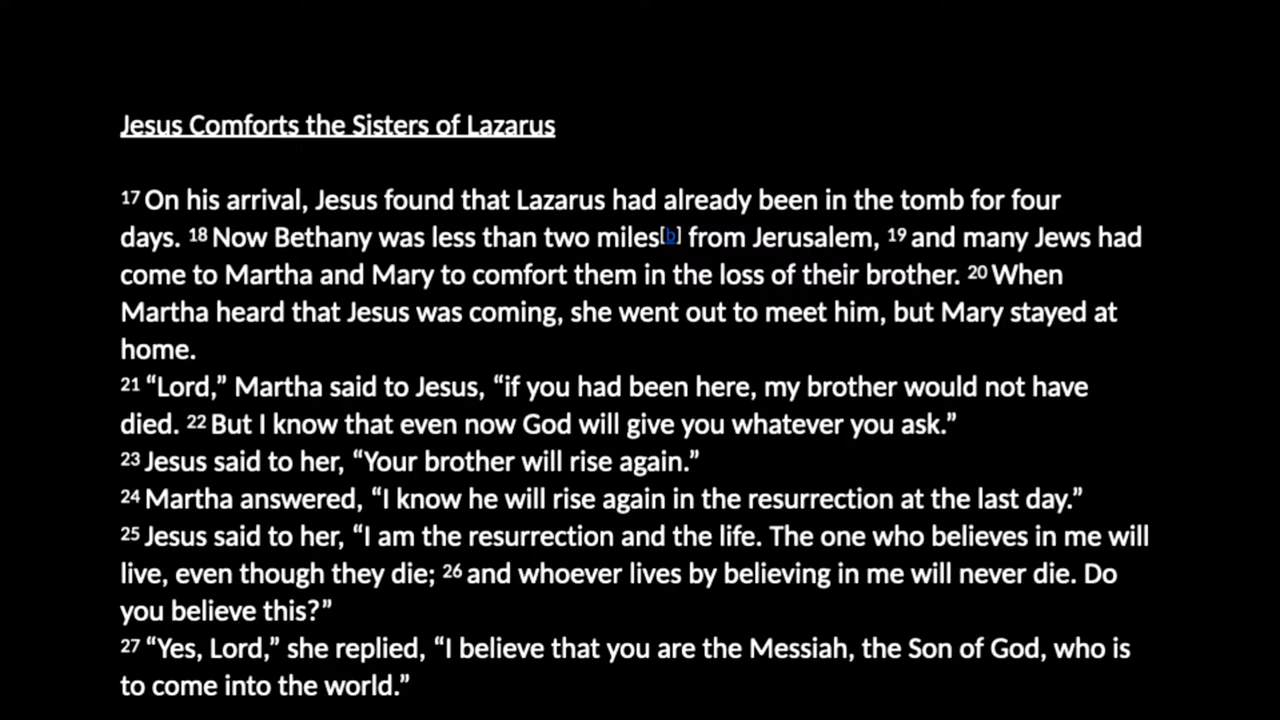 Jesus Comforts the Sisters of Lazarus
17 On his arrival, Jesus found that Lazarus had already been in the tomb for four
days. 18 Now Bethany was less than two miles[b] from Jerusalem, 19 and many Jews had
come to Martha and Mary to comfort them in the loss of their brother. 20 When
Martha heard that Jesus was coming, she went out to meet him, but Mary stayed at
home.
21 “Lord,” Martha said to Jesus, “if you had been here, my brother would not have
died. 22 But I know that even now God will give you whatever you ask.”
23 Jesus said to her, “Your brother will rise again.”
24 Martha answered, “I know he will rise again in the resurrection at the last day.”
25 Jesus said to her, “I am the resurrection and the life. The one who believes in me will
live, even though they die; 26 and whoever lives by believing in me will never die. Do
you believe this?”
27 “Yes, Lord,” she replied, “I believe that you are the Messiah, the Son of God, who is
to come into the world.”